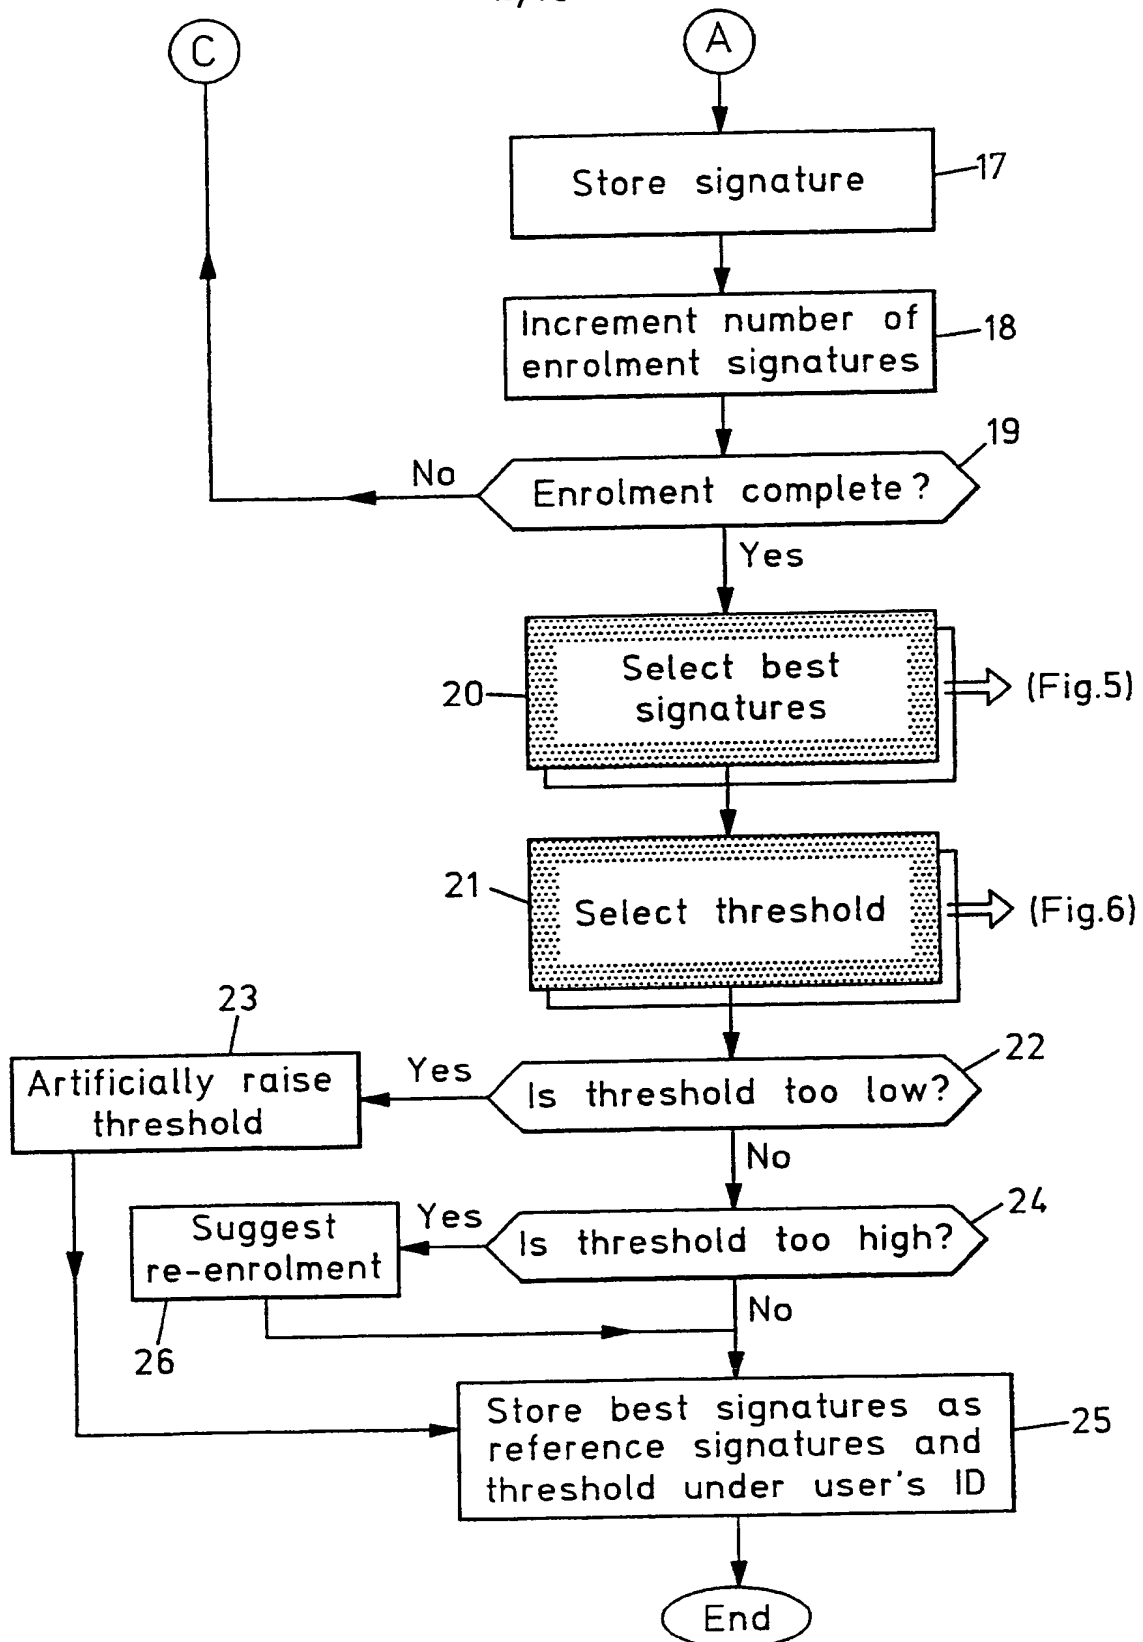 C
A
Store signature
17
Increment number of
enrolment signatures
18
19
Enrolment complete?
No
Yes
Select best
signatures
20
(Fig.5)
21
Select threshold
(Fig.6)
23
22
Artificially raise
threshold
Yes
Is threshold too low?
No
24
Suggest
re-enrolment
Yes
Is threshold too high?
No
26
Store best signatures as
reference signatures and
threshold under user's ID
25
End